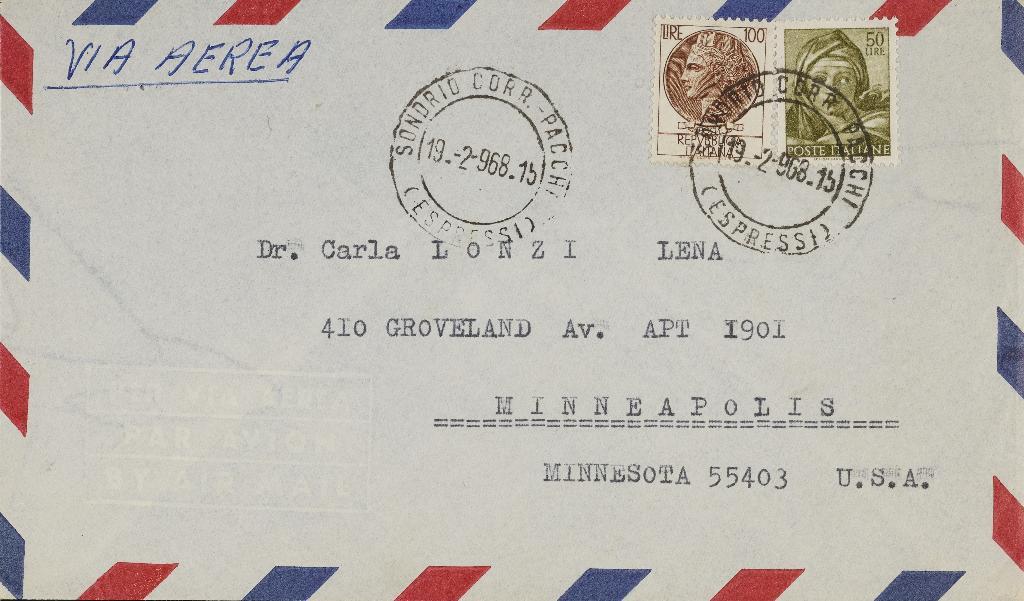 VIA AEREA
LIRE 100
50 LIRE
REPVBBLICA
ITALIANA
POSTE ITALIANE
SONDRIO CORR.-PACCHI
19.-2-968.15
(ESPRESSI)
SONDRIO CORR.-PACCHI
19.-2-968.15
(ESPRESSI)
Dr. Carla L O N Z I LENA
410 GROVELAND Av. APT 1901
M I N N E A P O L I S
MINNESOTA 55403 U.S.A.